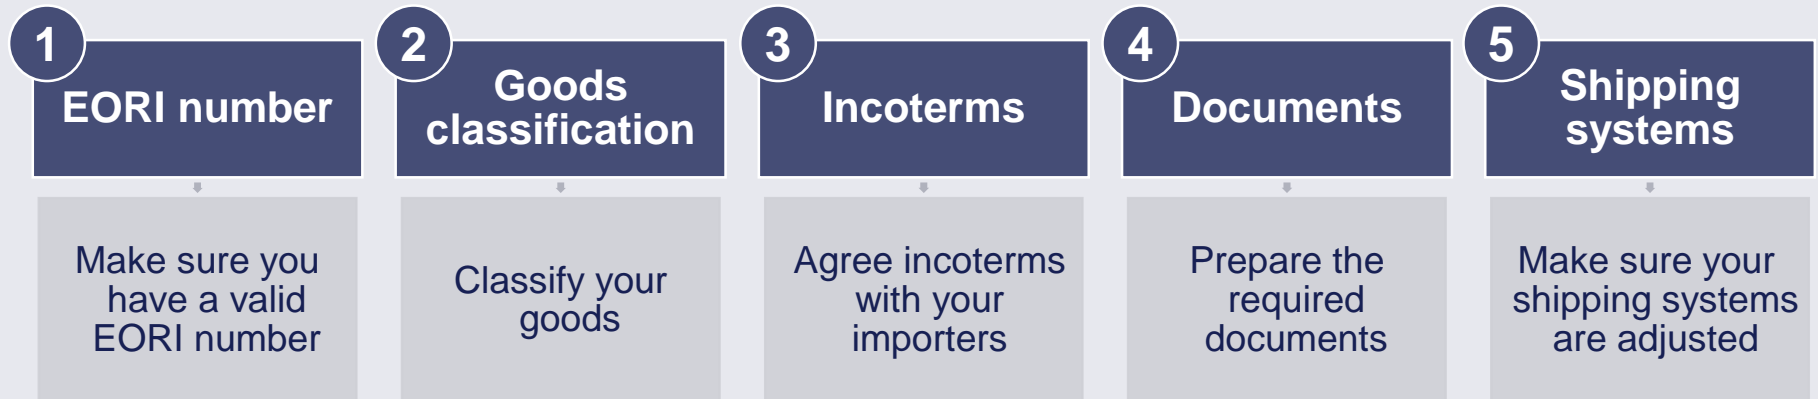 1
EORI number
Make sure you
have a valid
EORI number
2
Goods
classification
Classify your
goods
3
Incoterms
Agree incoterms
with your
importers
4
Documents
Prepare the
required
documents
5
Shipping
systems
Make sure your
shipping systems
are adjusted